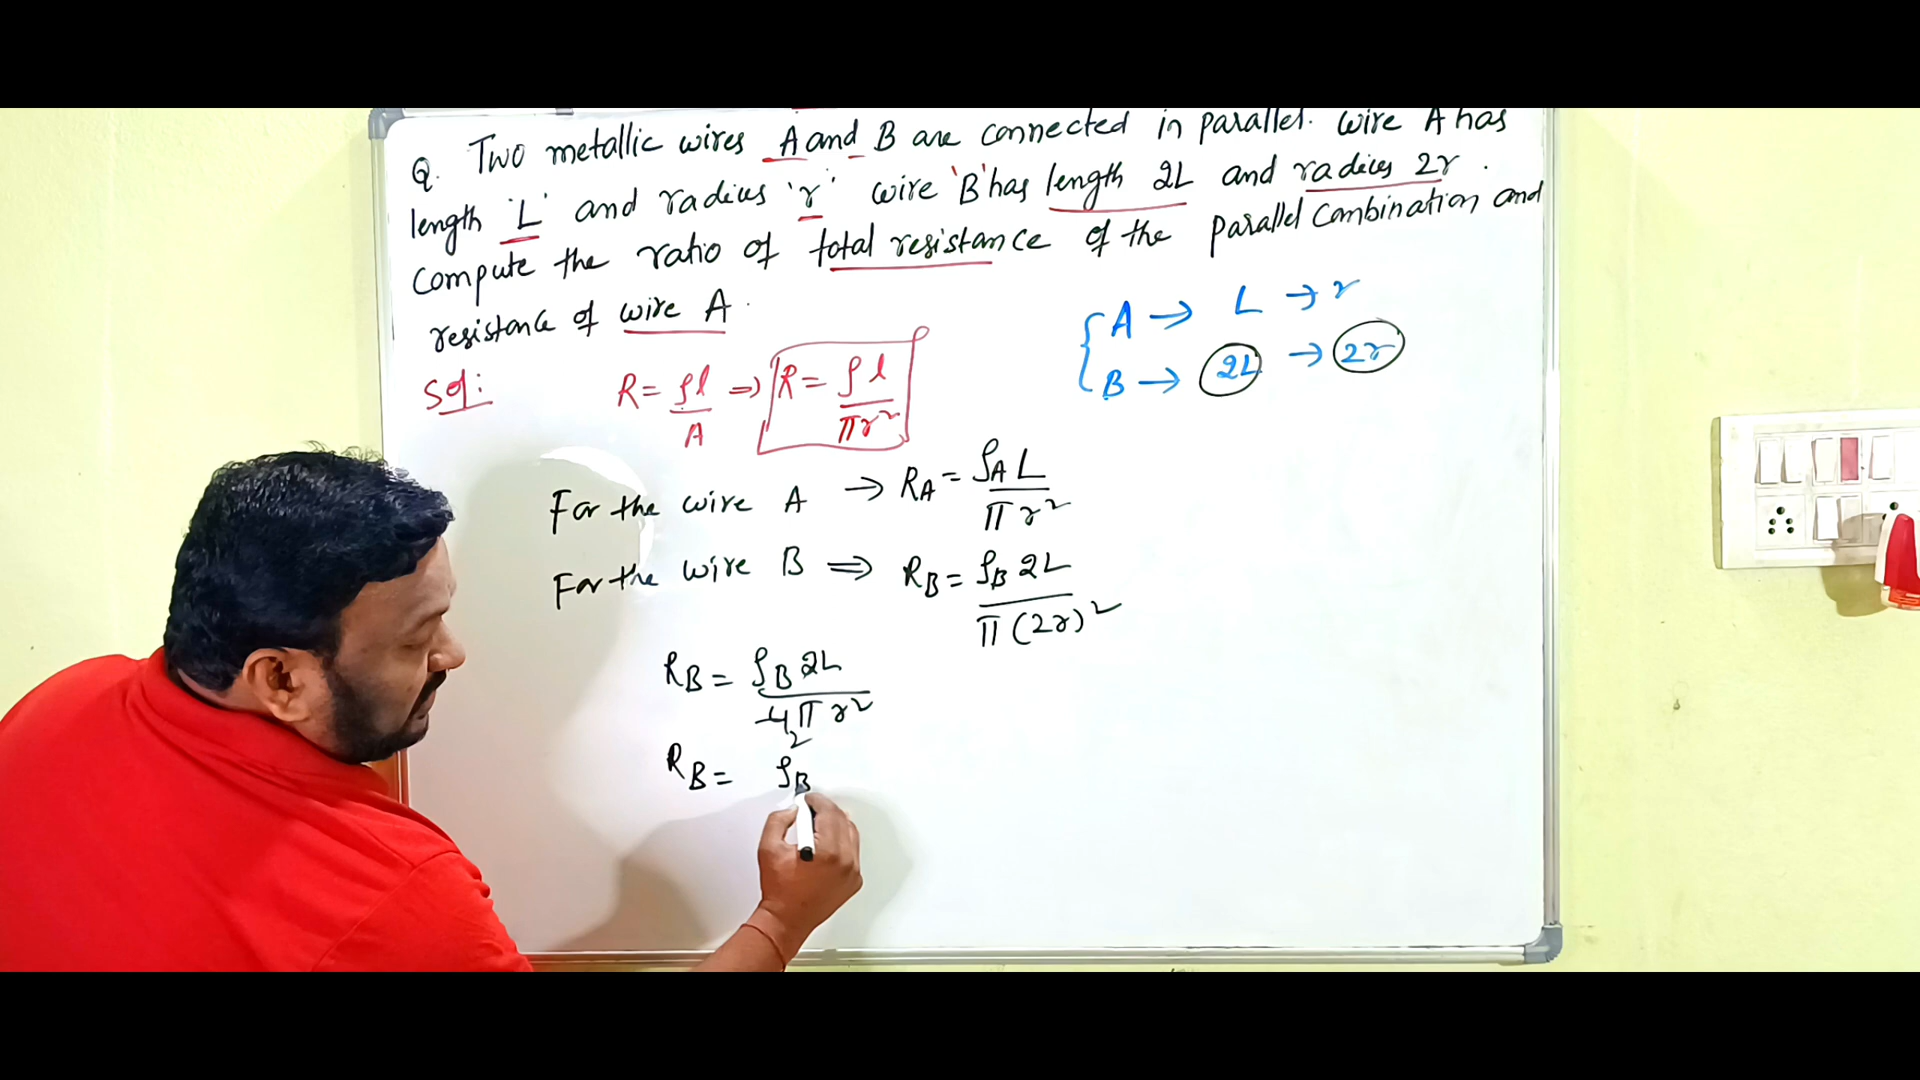 Q. Two metallic wires A and B are connected in parallel. wire A has
length 'L' and radius 'r' wire 'B' has length 2L and radius 2r.
Compute the ratio of total resistance of the parallel combination and
resistance of wire A.
{ A → L → r
B → 2L → 2r
Sol: R = ρl/A ⇒ R = ρl/πr²
For the wire A → R_A = ρ_A L/πr²
For the wire B ⇒ R_B = ρ_B 2L/π(2r)²
R_B = ρ_B 2L/4πr²
2
R_B = ρ_B